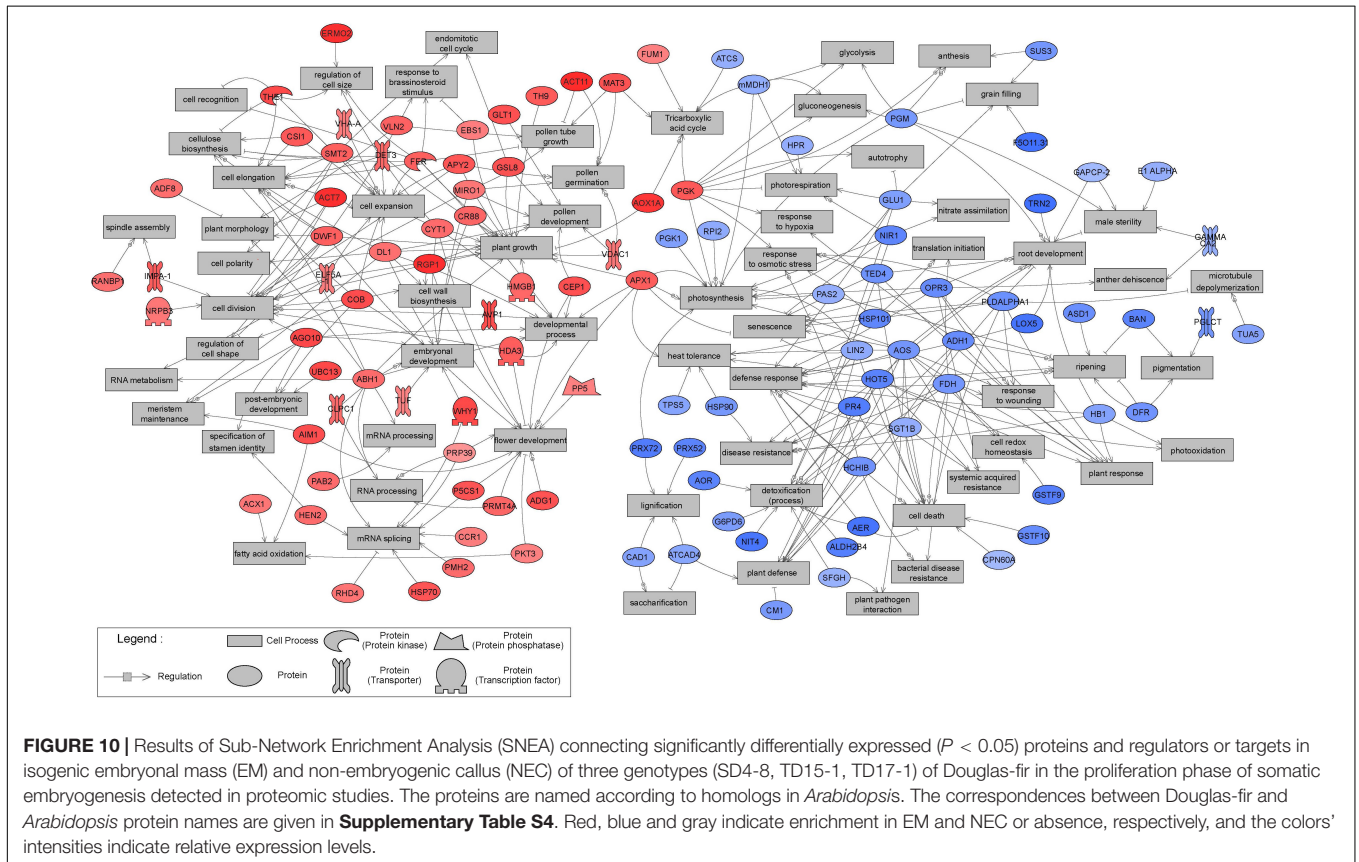 ERMO2
endomitotic cell cycle
regulation of cell size
response to brassinosteroid stimulus
cell recognition
THE1
VHA-A
CSI1
VLN2
EBS1
GLT1
TH9
ACT11
MAT3
FUM1
ATCS
mMDH1
glycolysis
anthesis
SUS3
gluconeogenesis
grain filling
PGM
F5O11.31
cellulose biosynthesis
SMT2
DET3
FER
APY2
GSL8
pollen tube growth
Tricarboxylic acid cycle
HPR
autotrophy
cell elongation
ADF8
ACT7
cell expansion
MIRO1
CR88
pollen germination
pollen development
AOX1A
PGK
photorespiration
GLU1
GAPCP-2
E1 ALPHA
TRN2
male sterility
nitrate assimilation
response to hypoxia
spindle assembly
plant morphology
DWF1
DL1
CYT1
plant growth
VDAC1
PGK1
RPI2
NIR1
translation initiation
root development
GAMMA CA2
cell polarity
ELF5A-1
RGP1
response to osmotic stress
TED4
OPR3
anther dehiscence
microtubule depolymerization
RANBP1
IMPA-1
NRPB3
cell division
COB
cell wall biosynthesis
HMGB1
CEP1
APX1
photosynthesis
PAS2
PLDALPHA1
PGLCT
TUA5
AVP1
developmental process
senescence
HSP101
LOX5
ASD1
BAN
regulation of cell shape
AGO10
embryonal development
HDA3
heat tolerance
LIN2
AOS
ADH1
ripening
pigmentation
RNA metabolism
UBC13
ABH1
PP5
defense response
HOT5
FDH
response to wounding
meristem maintenance
post-embryonic development
CLPC1
TUF
WHY1
TPS5
HSP90
PR4
HB1
DFR
specification of stamen identity
AIM1
mRNA processing
flower development
SGT1B
cell redox homeostasis
photooxidation
PRP39
PRX72
PRX52
disease resistance
HCHIB
systemic acquired resistance
plant response
PAB2
RNA processing
P5CS1
PRMT4A
ADG1
AOR
detoxification (process)
GSTF9
ACX1
HEN2
lignification
G6PD6
NIT4
AER
ALDH2B4
cell death
GSTF10
fatty acid oxidation
mRNA splicing
CCR1
PMH2
PKT3
CAD1
ATCAD4
plant defense
SFGH
bacterial disease resistance
CPN60A
RHD4
HSP70
saccharification
CM1
plant pathogen interaction
Legend :
Cell Process
Protein (Protein kinase)
Protein (Protein phosphatase)
Regulation
Protein
Protein (Transporter)
Protein (Transcription factor)
FIGURE 10 | Results of Sub-Network Enrichment Analysis (SNEA) connecting significantly differentially expressed (P < 0.05) proteins and regulators or targets in
isogenic embryonal mass (EM) and non-embryogenic callus (NEC) of three genotypes (SD4-8, TD15-1, TD17-1) of Douglas-fir in the proliferation phase of somatic
embryogenesis detected in proteomic studies. The proteins are named according to homologs in Arabidopsis. The correspondences between Douglas-fir and
Arabidopsis protein names are given in Supplementary Table S4. Red, blue and gray indicate enrichment in EM and NEC or absence, respectively, and the colors'
intensities indicate relative expression levels.